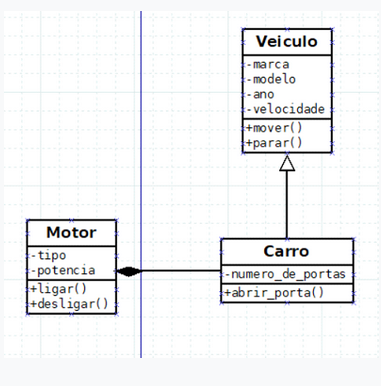 Veiculo
-marca
-modelo
-ano
-velocidade
+mover()
+parar()
Motor
-tipo
-potencia
+ligar()
+desligar()
Carro
-numero_de_portas
+abrir_porta()